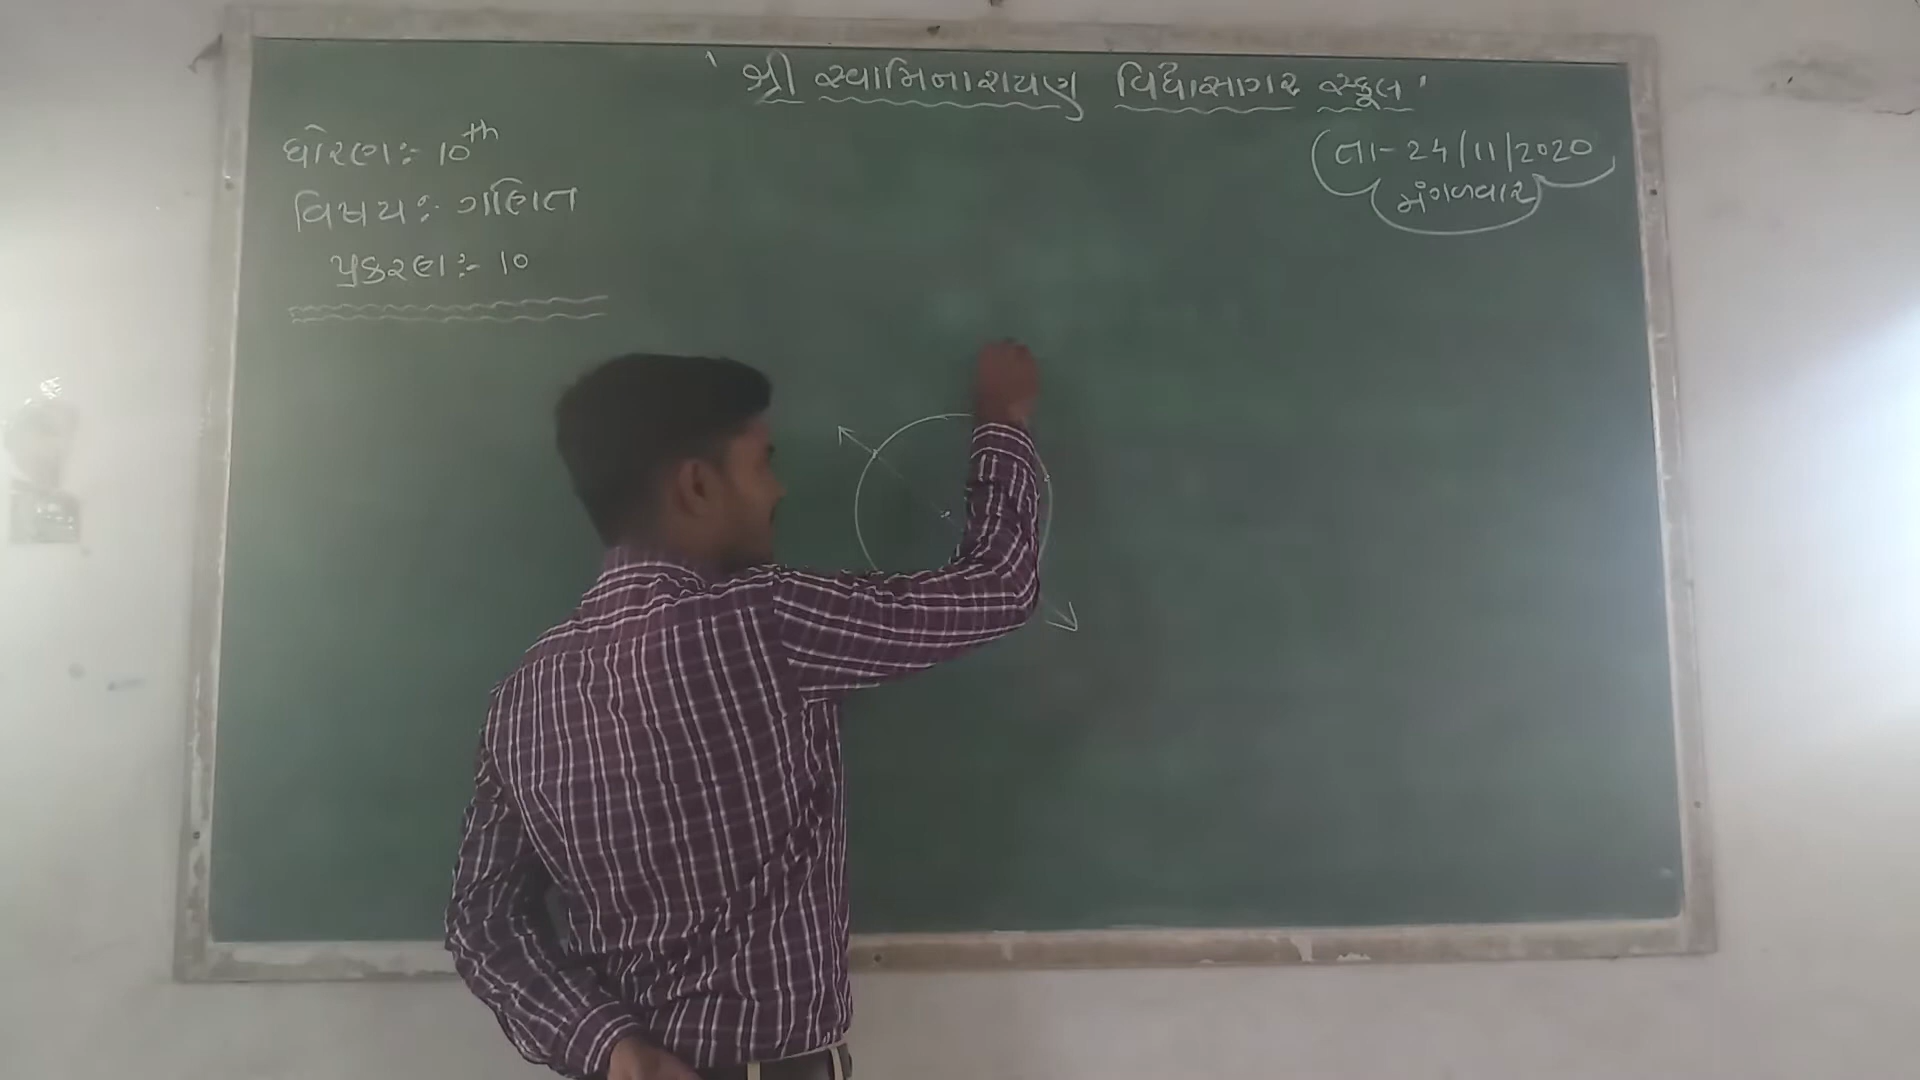 ' શ્રી સ્વામિનારાયણ વિદ્યાસાગર સ્કૂલ '
ધોરણ:- 10th
વિષય:- ગણિત
પ્રકરણ:- 10
તા- 24/11/2020
મંગળવાર